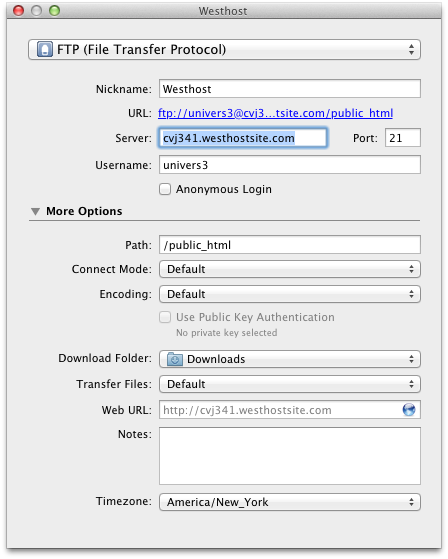 Westhost
FTP (File Transfer Protocol)
Nickname: Westhost
URL: ftp://univers3@cvj3...tsite.com/public_html
Server: cvj341.westhostsite.com Port: 21
Username: univers3
Anonymous Login
More Options
Path: /public_html
Connect Mode: Default
Encoding: Default
Use Public Key Authentication
No private key selected
Download Folder: Downloads
Transfer Files: Default
Web URL: http://cvj341.westhostsite.com
Notes:
Timezone: America/New_York